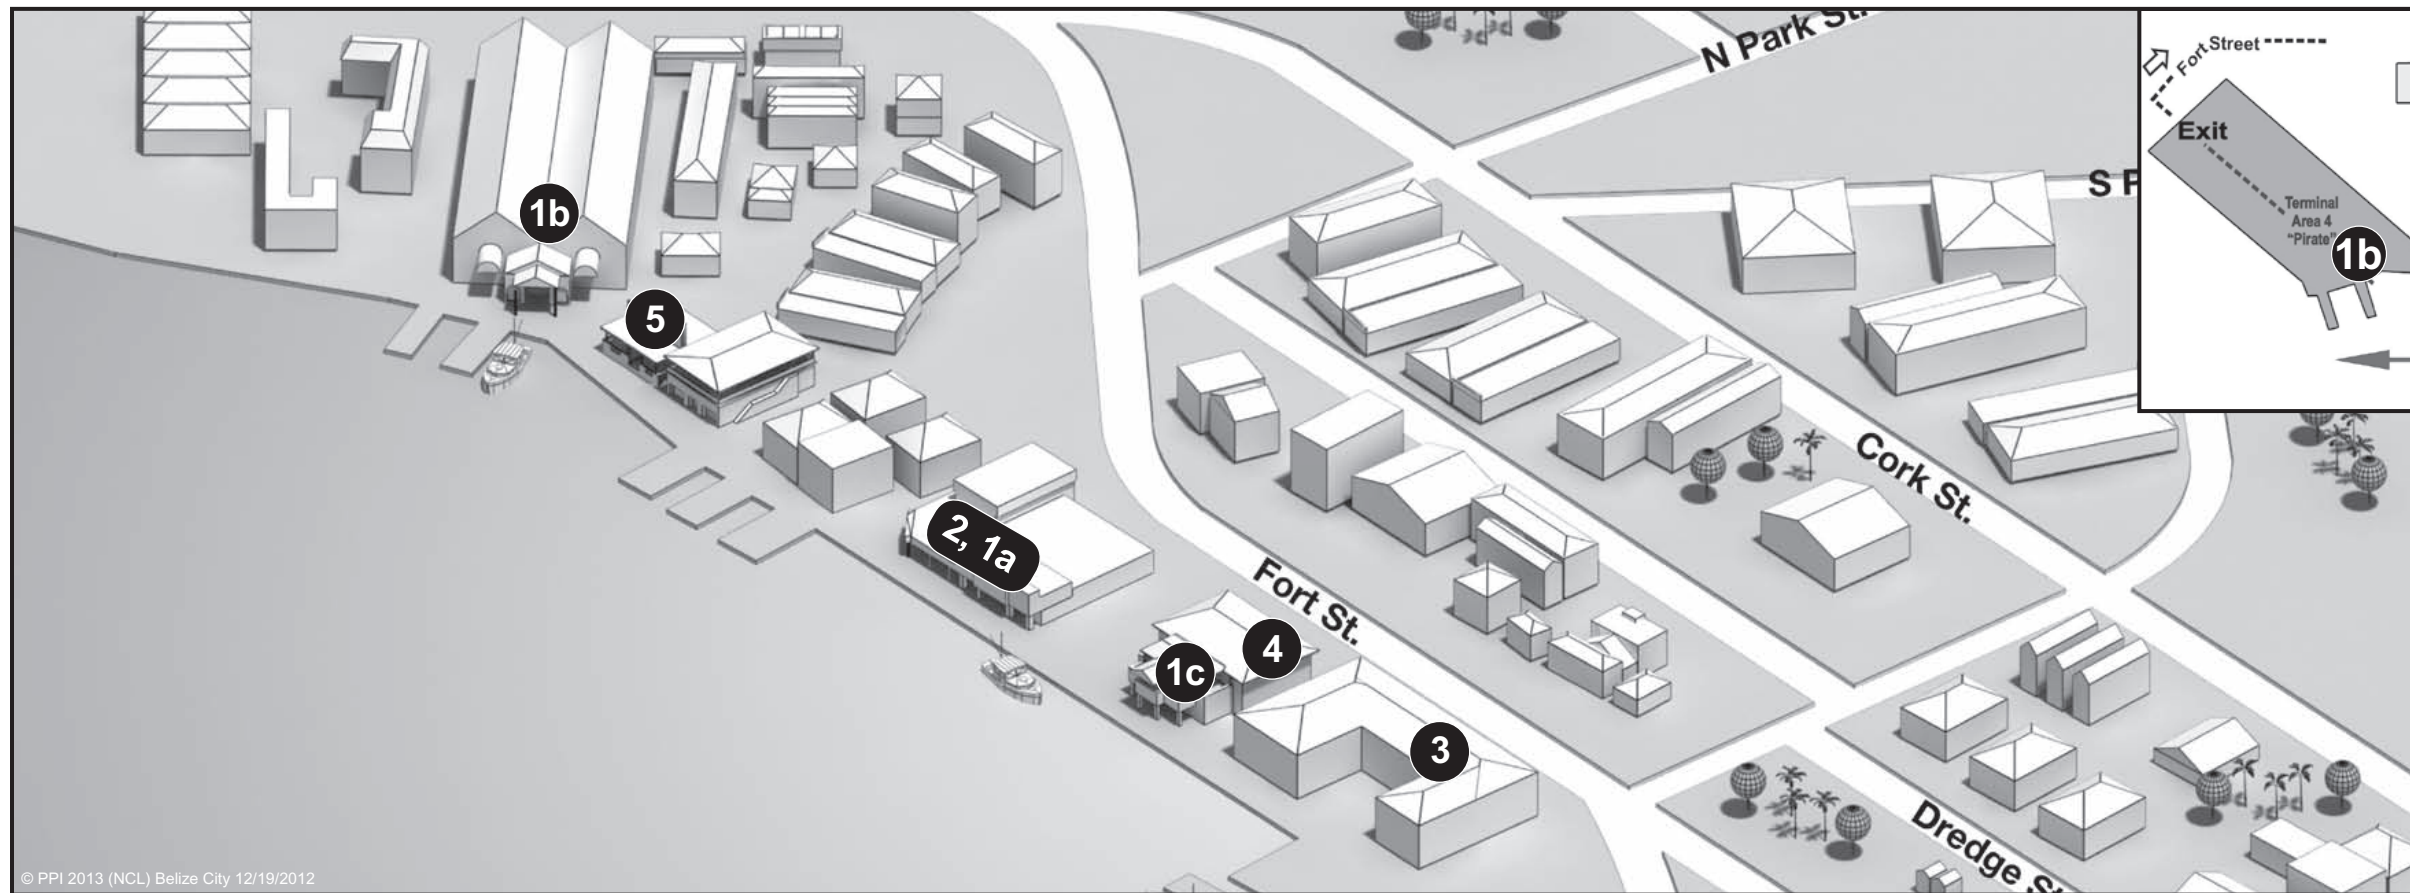 N Park St.
Fort Street
Exit
S P
Terminal
Area 4
"Pirate"
1b
1b
5
Cork St.
2, 1a
Fort St.
4
1c
3
Dredge St.
© PPI 2013 (NCL) Belize City 12/19/2012